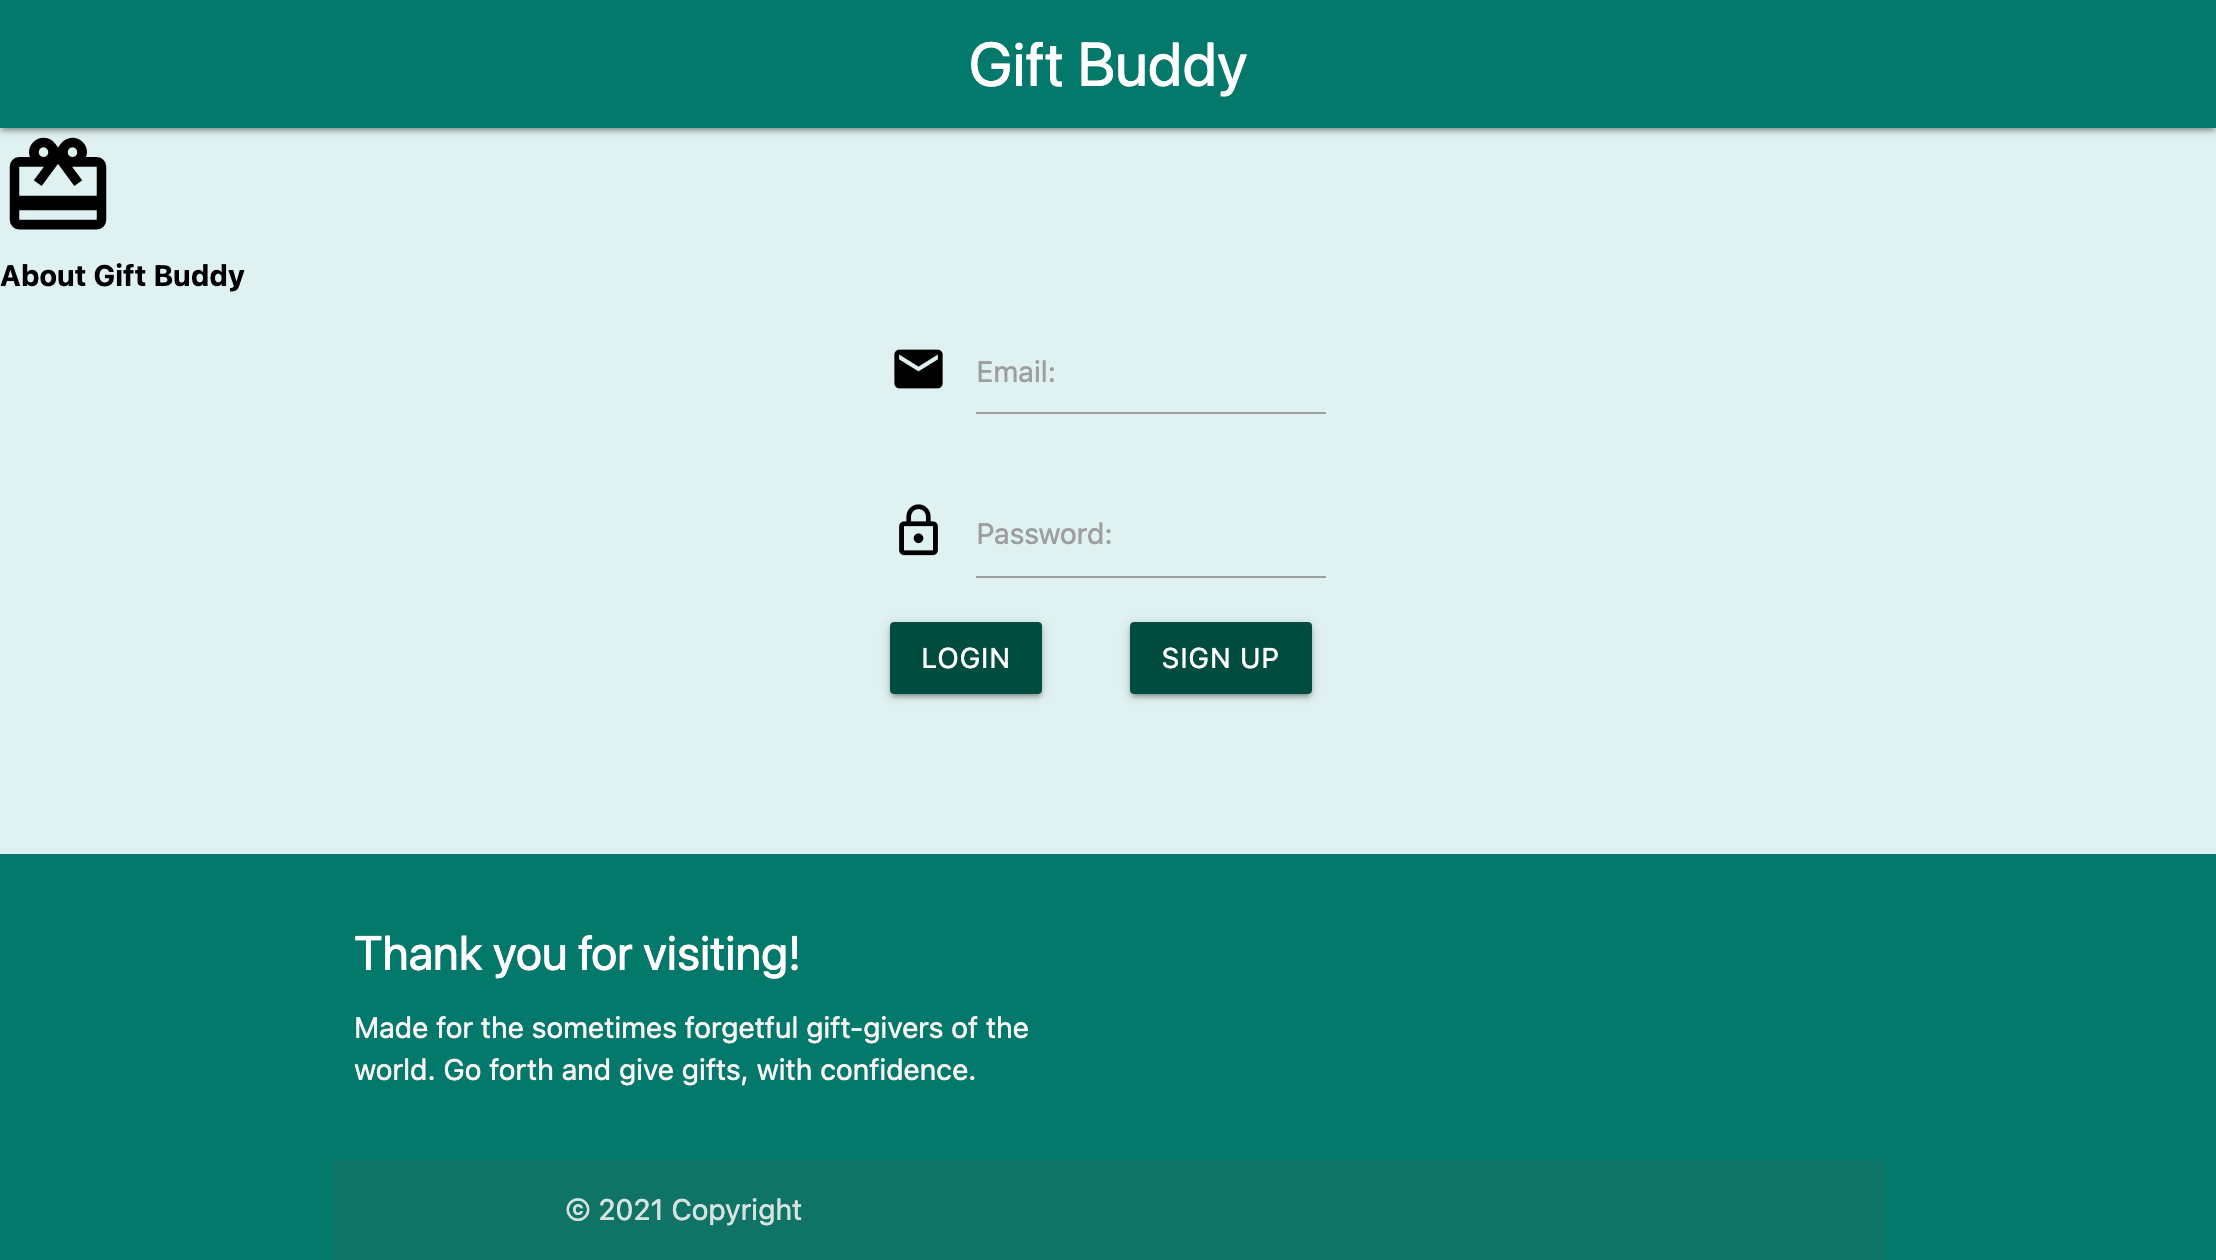 Gift Buddy
About Gift Buddy
Email:
Password:
LOGIN
SIGN UP
Thank you for visiting!
Made for the sometimes forgetful gift-givers of the
world. Go forth and give gifts, with confidence.
© 2021 Copyright